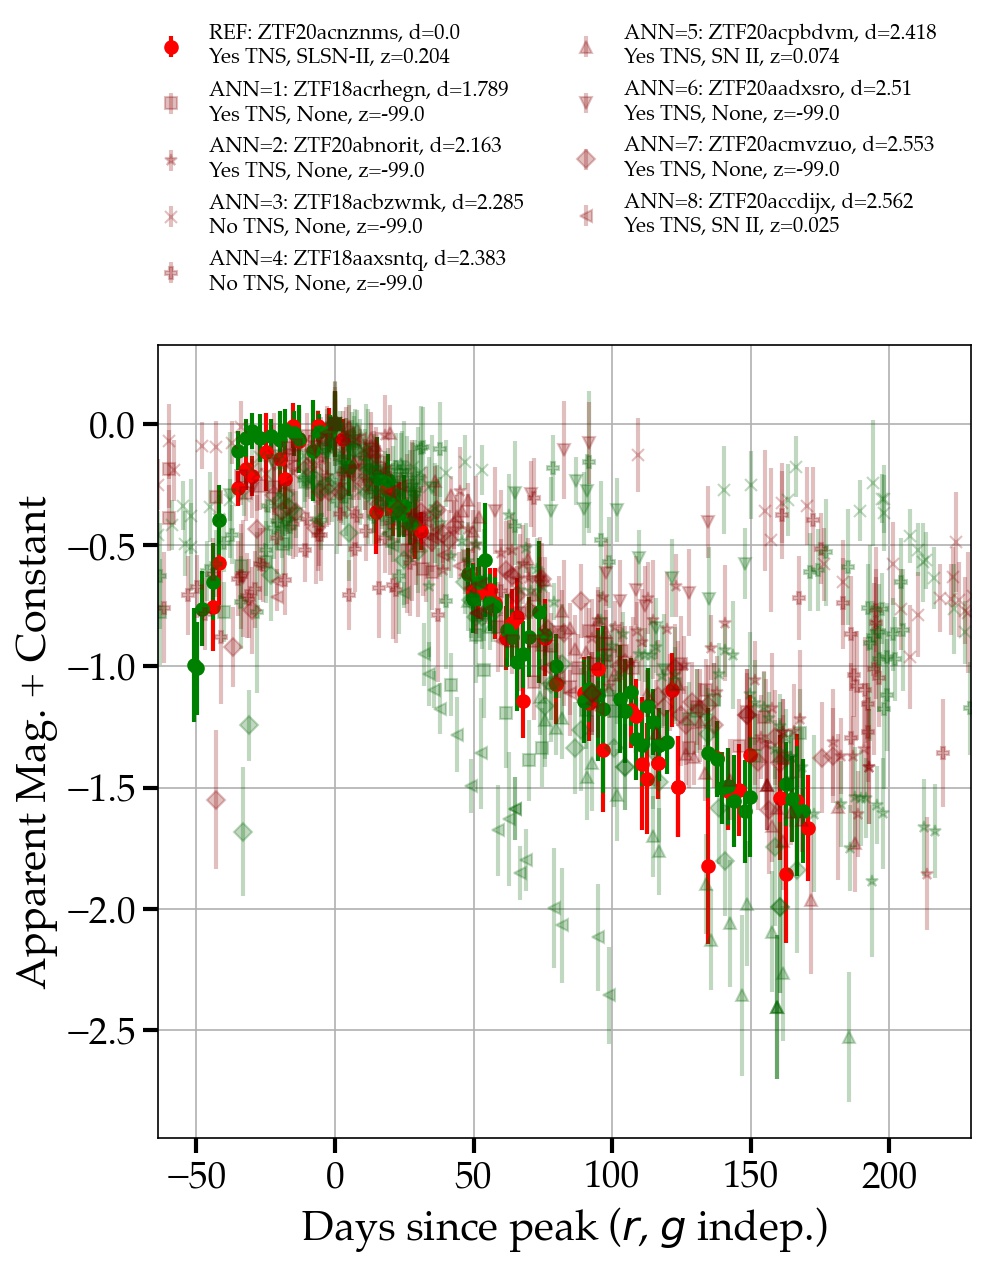 REF: ZTF20acnznms, d=0.0
Yes TNS, SLSN-II, z=0.204
ANN=1: ZTF18acrhegn, d=1.789
Yes TNS, None, z=-99.0
ANN=2: ZTF20abnorit, d=2.163
Yes TNS, None, z=-99.0
ANN=3: ZTF18acbzwmk, d=2.285
No TNS, None, z=-99.0
ANN=4: ZTF18aaxsntq, d=2.383
No TNS, None, z=-99.0
ANN=5: ZTF20acpbdvm, d=2.418
Yes TNS, SN II, z=0.074
ANN=6: ZTF20aadxsro, d=2.51
Yes TNS, None, z=-99.0
ANN=7: ZTF20acmvzuo, d=2.553
Yes TNS, None, z=-99.0
ANN=8: ZTF20accdijx, d=2.562
Yes TNS, SN II, z=0.025
Apparent Mag. + Constant
0.0
−0.5
−1.0
−1.5
−2.0
−2.5
−50
0
50
100
150
200
Days since peak (r, g indep.)